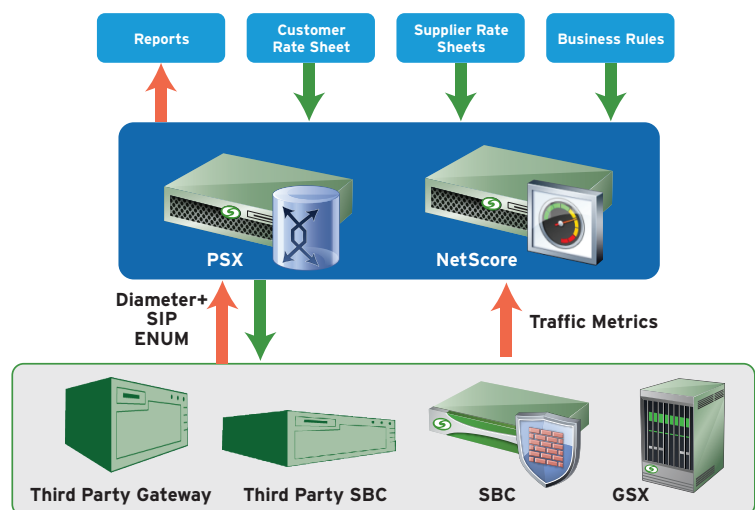 Reports
Customer
Rate Sheet
Supplier Rate
Sheets
Business Rules
PSX
NetScore
Diameter+
SIP
ENUM
Traffic Metrics
Third Party Gateway
Third Party SBC
SBC
GSX